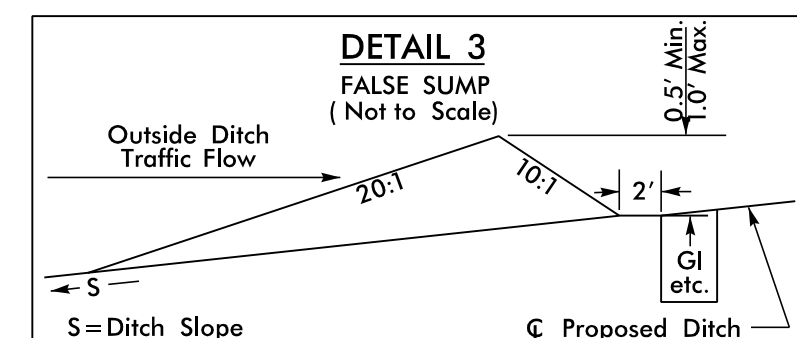 DETAIL 3
FALSE SUMP
( Not to Scale)
0.5' Min.
1.0' Max.
Outside Ditch
Traffic Flow
20:1
10:1
2'
GI
etc.
S
S=Ditch Slope
℄ Proposed Ditch